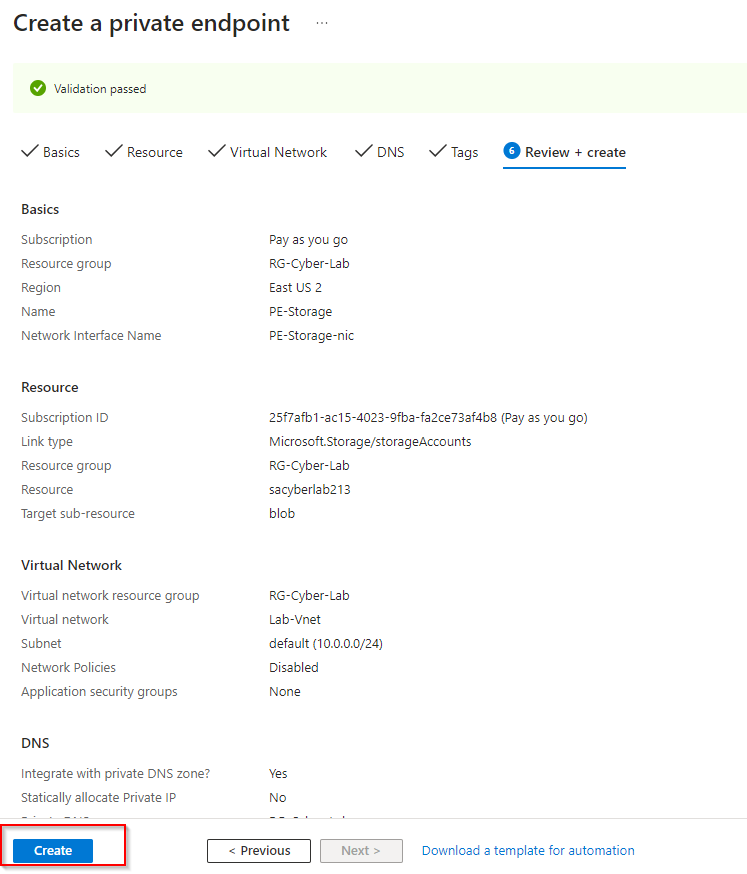 Create a private endpoint ...
Validation passed
Basics Resource Virtual Network DNS Tags 6 Review + create
Basics
Subscription Pay as you go
Resource group RG-Cyber-Lab
Region East US 2
Name PE-Storage
Network Interface Name PE-Storage-nic
Resource
Subscription ID 25f7afb1-ac15-4023-9fba-fa2ce73af4b8 (Pay as you go)
Link type Microsoft.Storage/storageAccounts
Resource group RG-Cyber-Lab
Resource sacyberlab213
Target sub-resource blob
Virtual Network
Virtual network resource group RG-Cyber-Lab
Virtual network Lab-Vnet
Subnet default (10.0.0.0/24)
Network Policies Disabled
Application security groups None
DNS
Integrate with private DNS zone? Yes
Statically allocate Private IP No
Create < Previous Next > Download a template for automation